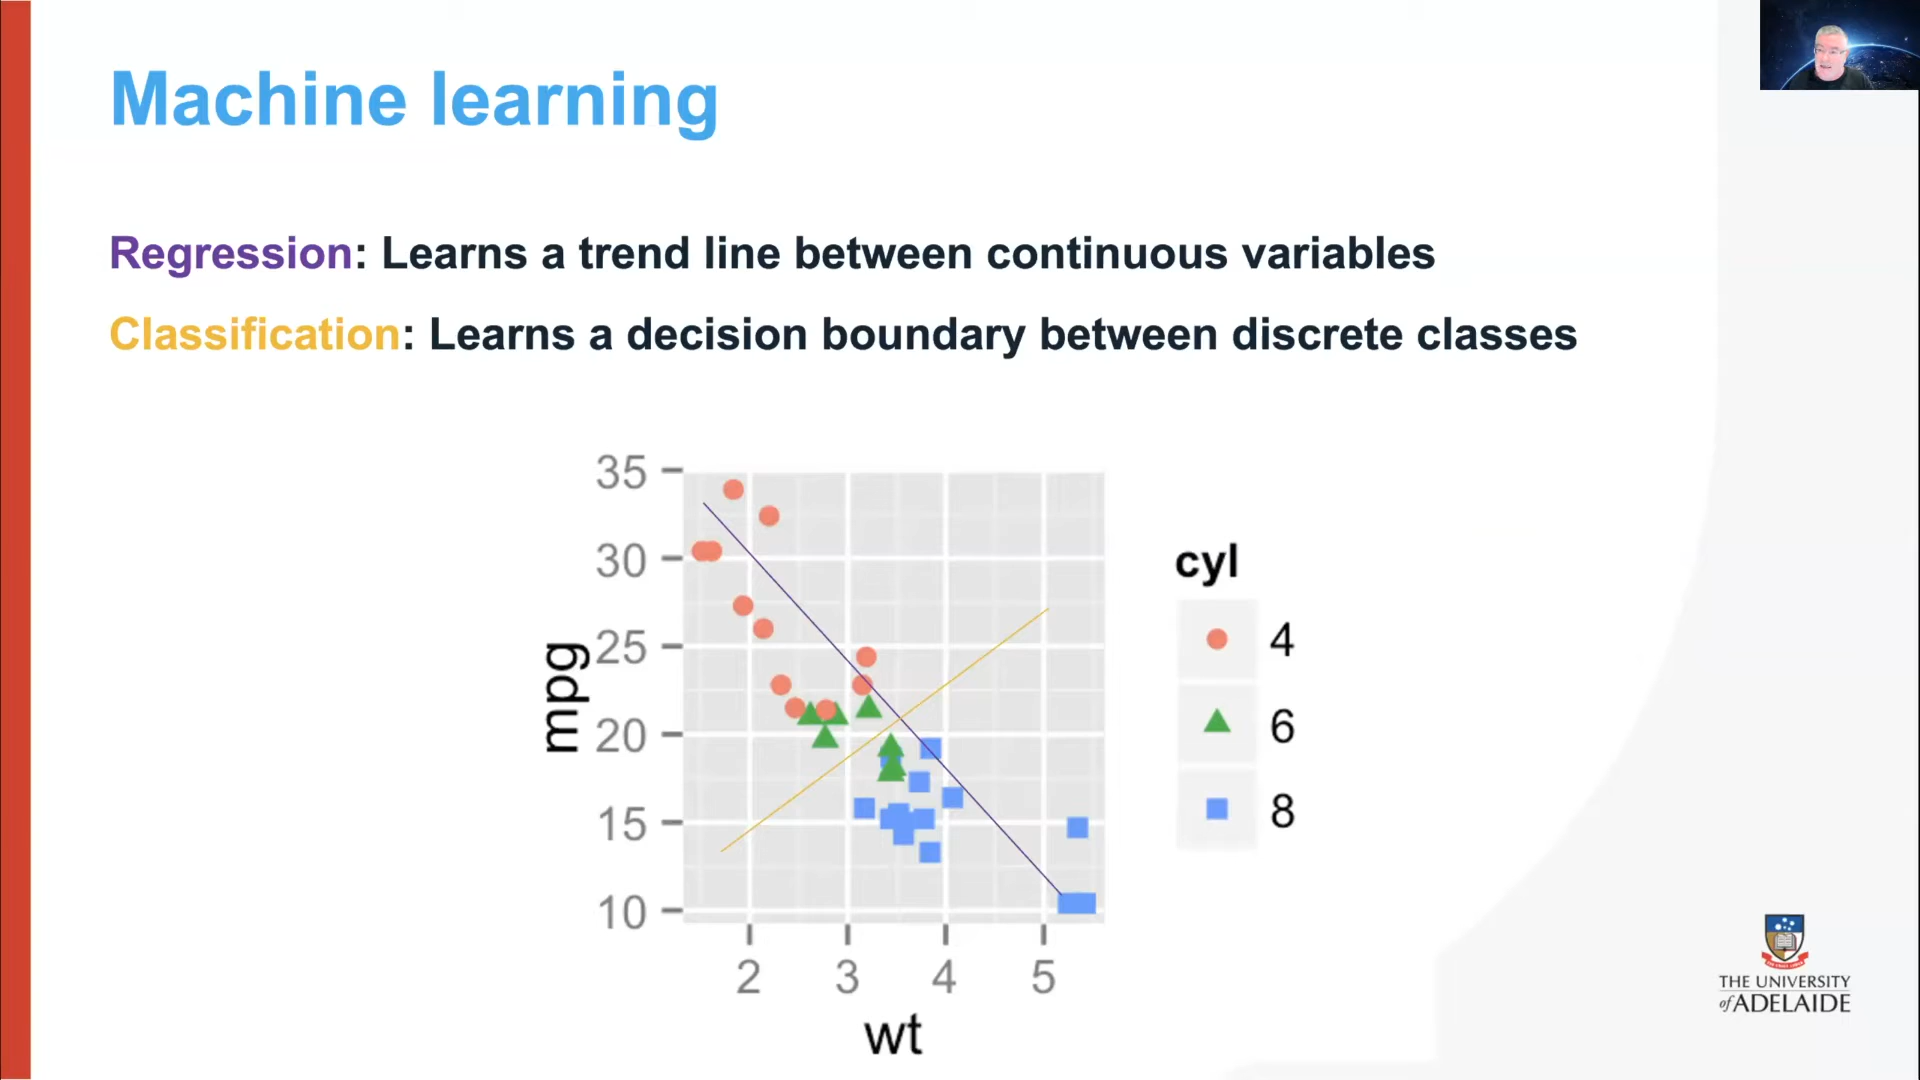 Machine learning
Regression: Learns a trend line between continuous variables
Classification: Learns a decision boundary between discrete classes
35
30
25
20
15
10
mpg
2 3 4 5
wt
cyl
4
6
8
THE UNIVERSITY
of ADELAIDE